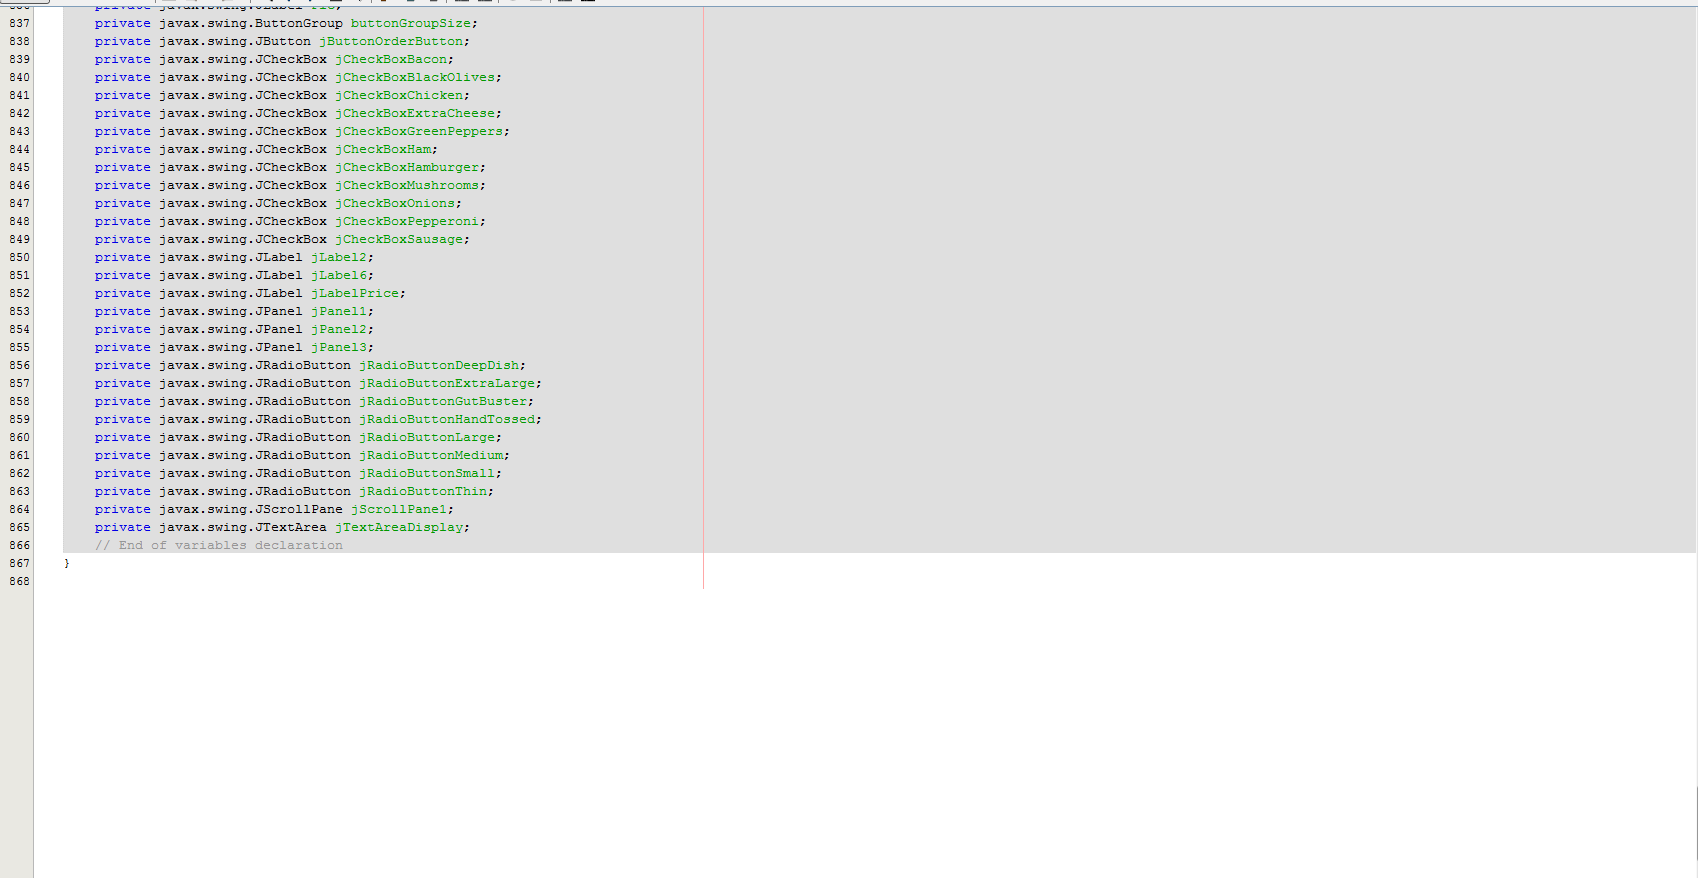 837 private javax.swing.ButtonGroup buttonGroupSize;
838 private javax.swing.JButton jButtonOrderButton;
839 private javax.swing.JCheckBox jCheckBoxBacon;
840 private javax.swing.JCheckBox jCheckBoxBlackOlives;
841 private javax.swing.JCheckBox jCheckBoxChicken;
842 private javax.swing.JCheckBox jCheckBoxExtraCheese;
843 private javax.swing.JCheckBox jCheckBoxGreenPeppers;
844 private javax.swing.JCheckBox jCheckBoxHam;
845 private javax.swing.JCheckBox jCheckBoxHamburger;
846 private javax.swing.JCheckBox jCheckBoxMushrooms;
847 private javax.swing.JCheckBox jCheckBoxOnions;
848 private javax.swing.JCheckBox jCheckBoxPepperoni;
849 private javax.swing.JCheckBox jCheckBoxSausage;
850 private javax.swing.JLabel jLabel2;
851 private javax.swing.JLabel jLabel6;
852 private javax.swing.JLabel jLabelPrice;
853 private javax.swing.JPanel jPanel1;
854 private javax.swing.JPanel jPanel2;
855 private javax.swing.JPanel jPanel3;
856 private javax.swing.JRadioButton jRadioButtonDeepDish;
857 private javax.swing.JRadioButton jRadioButtonExtraLarge;
858 private javax.swing.JRadioButton jRadioButtonGutBuster;
859 private javax.swing.JRadioButton jRadioButtonHandTossed;
860 private javax.swing.JRadioButton jRadioButtonLarge;
861 private javax.swing.JRadioButton jRadioButtonMedium;
862 private javax.swing.JRadioButton jRadioButtonSmall;
863 private javax.swing.JRadioButton jRadioButtonThin;
864 private javax.swing.JScrollPane jScrollPane1;
865 private javax.swing.JTextArea jTextAreaDisplay;
866 // End of variables declaration
867 }
868